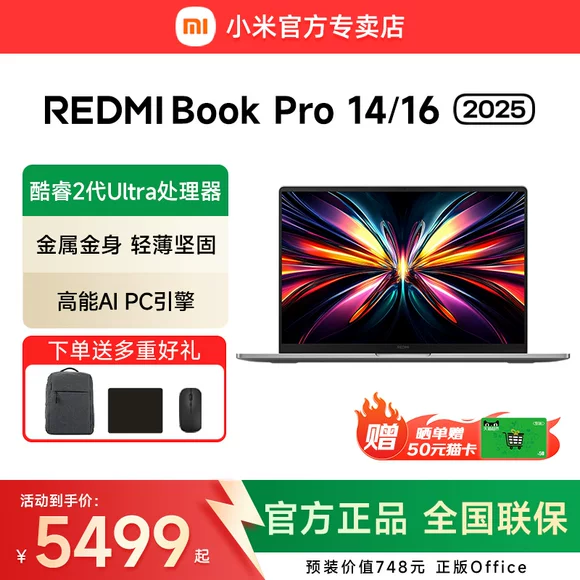 小米官方专卖店
REDMI Book Pro 14/16 2025
酷睿2代Ultra处理器
金属金身 轻薄坚固
高能AI PC引擎
下单送多重好礼
赠
晒单赠
50元猫卡
活动到手价:
¥5499起
官方正品 全国联保
预装价值748元 正版Office